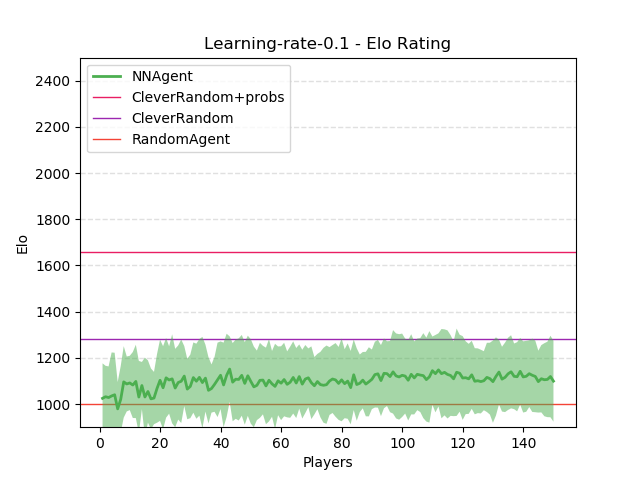 Learning-rate-0.1 - Elo Rating
NNAgent
CleverRandom+probs
CleverRandom
RandomAgent
2400
2200
2000
1800
1600
1400
1200
1000
Elo
0 20 40 60 80 100 120 140
Players